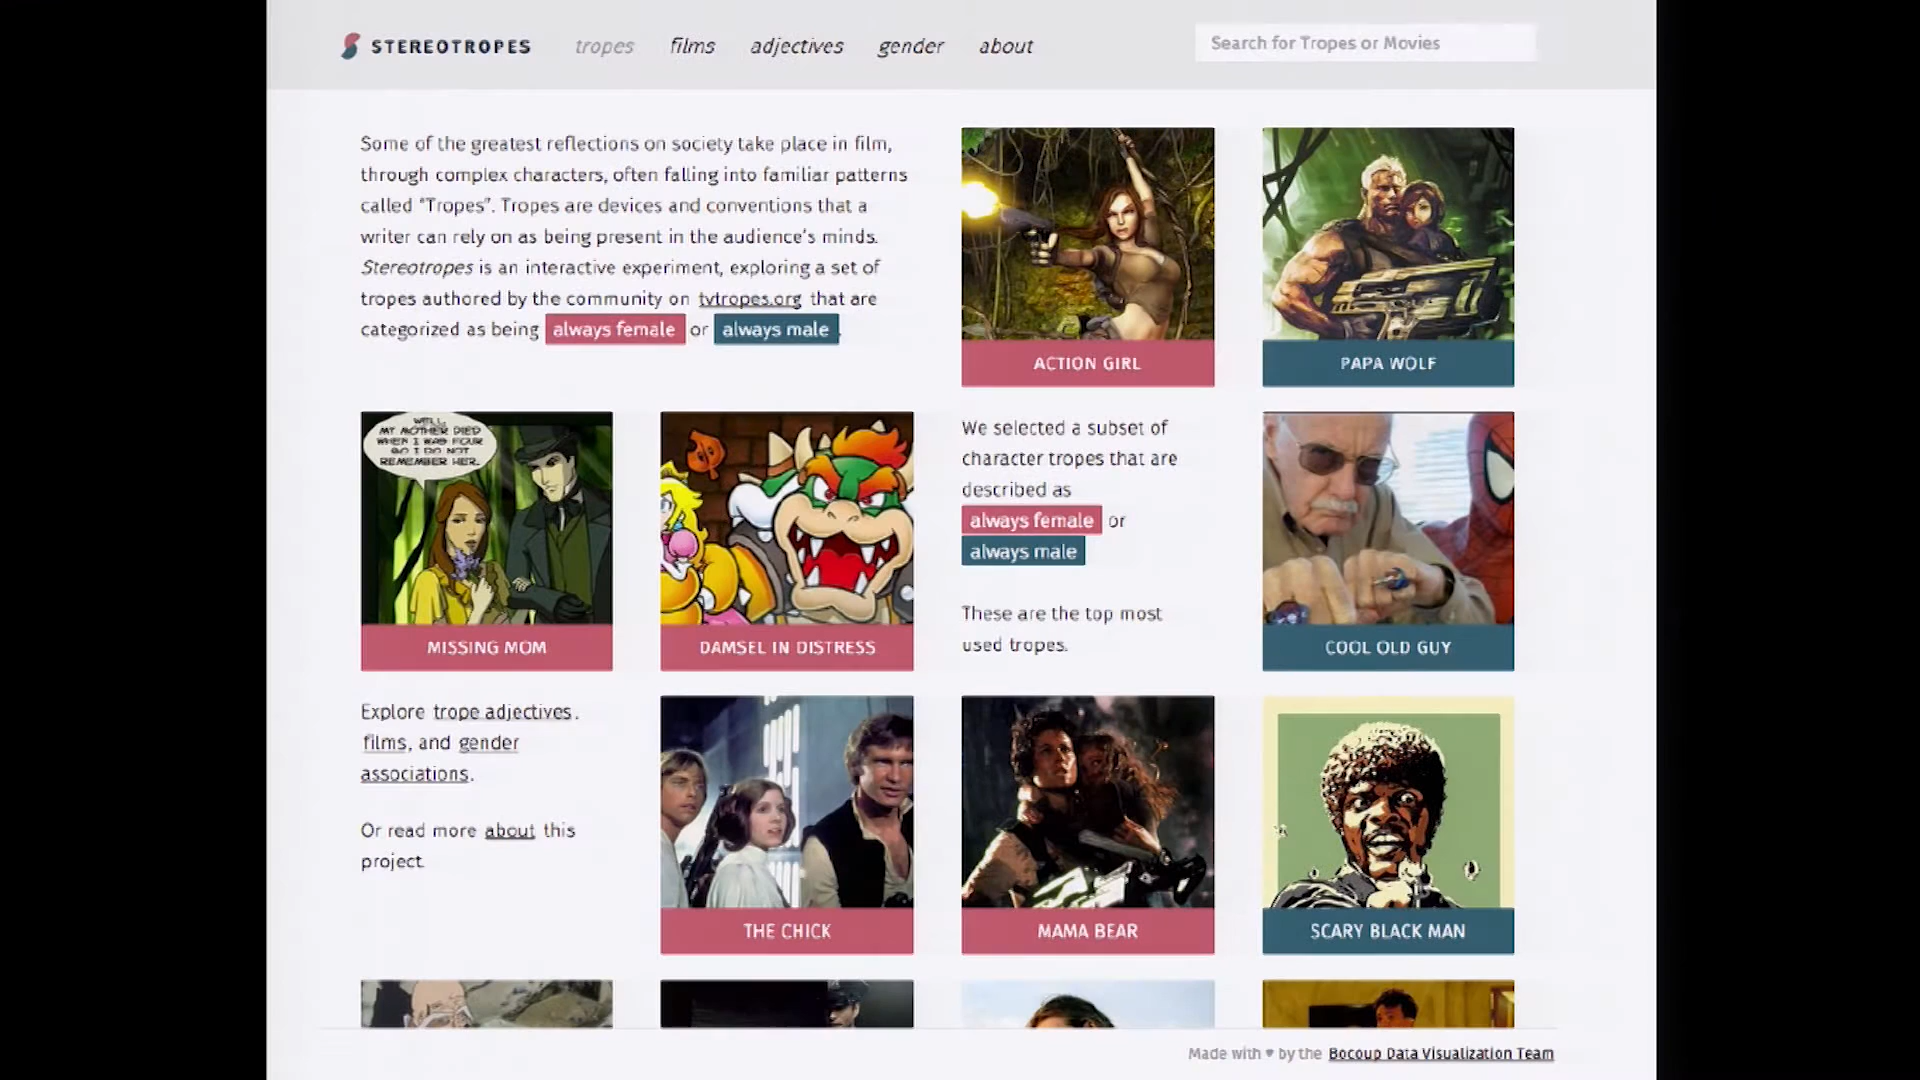 STEREOTROPES tropes films adjectives gender about Search for Tropes or Movies
Some of the greatest reflections on society take place in film,
through complex characters, often falling into familiar patterns
called "Tropes". Tropes are devices and conventions that a
writer can rely on as being present in the audience's minds.
Stereotropes is an interactive experiment, exploring a set of
tropes authored by the community on tvtropes.org that are
categorized as being always female or always male.
ACTION GIRL
PAPA WOLF
WELL,
MY MOTHER DIED
WHEN I WAS FOUR
SO I DO NOT
REMEMBER HER.
MISSING MOM
DAMSEL IN DISTRESS
We selected a subset of
character tropes that are
described as
always female or
always male
These are the top most
used tropes.
COOL OLD GUY
Explore trope adjectives,
films, and gender
associations.
Or read more about this
project.
THE CHICK
MAMA BEAR
SCARY BLACK MAN
Made with ♥ by the Bocoup Data Visualization Team